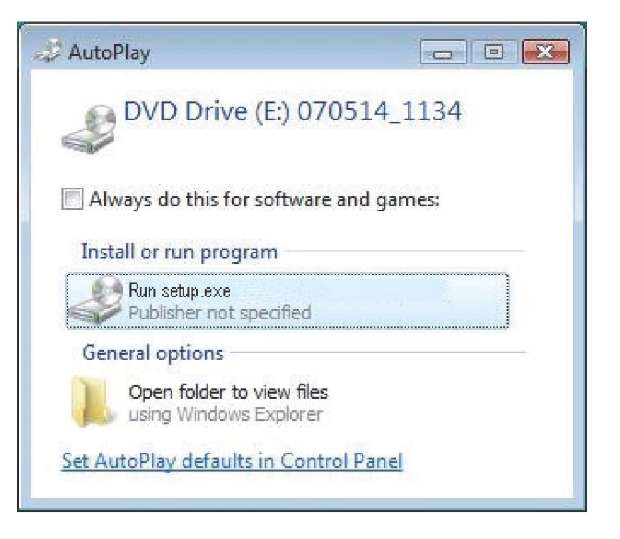 AutoPlay
DVD Drive (E:) 070514_1134
Always do this for software and games:
Install or run program
Run setup.exe
Publisher not specified
General options
Open folder to view files
using Windows Explorer
Set AutoPlay defaults in Control Panel